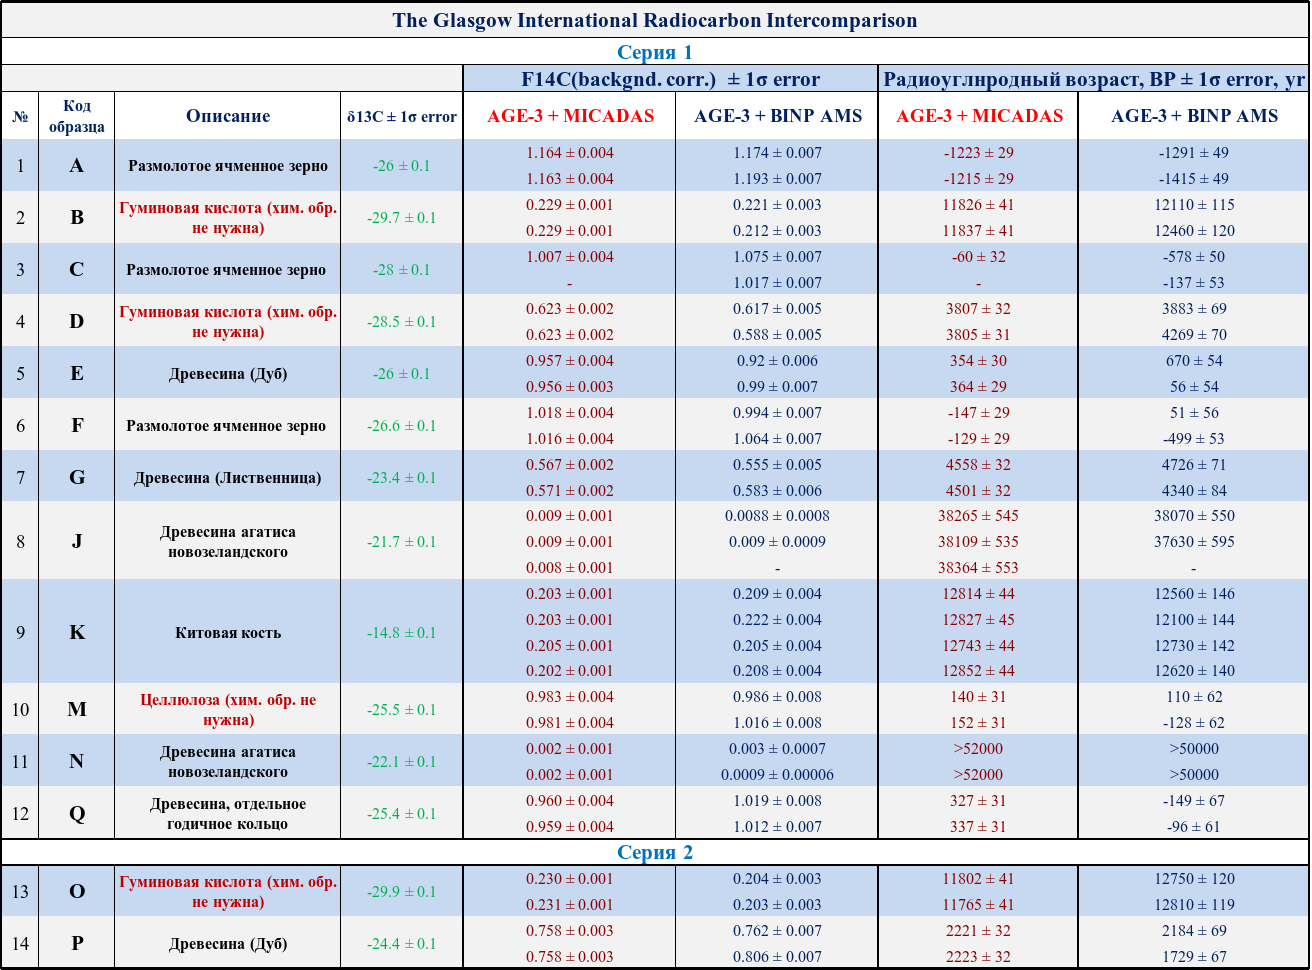 The Glasgow International Radiocarbon Intercomparison
Серия 1
F14C(backgnd. corr.) ± 1σ error Радиоуглнродный возраст, BP ± 1σ error, yr
№ Код образца Описание δ13C ± 1σ error AGE-3 + MICADAS AGE-3 + BINP AMS AGE-3 + MICADAS AGE-3 + BINP AMS
1 A Размолотое ячменное зерно -26 ± 0.1 1.164 ± 0.004 1.174 ± 0.007 -1223 ± 29 -1291 ± 49
1.163 ± 0.004 1.193 ± 0.007 -1215 ± 29 -1415 ± 49
2 B Гуминовая кислота (хим. обр. не нужна) -29.7 ± 0.1 0.229 ± 0.001 0.221 ± 0.003 11826 ± 41 12110 ± 115
0.229 ± 0.001 0.212 ± 0.003 11837 ± 41 12460 ± 120
3 C Размолотое ячменное зерно -28 ± 0.1 1.007 ± 0.004 1.075 ± 0.007 -60 ± 32 -578 ± 50
- 1.017 ± 0.007 - -137 ± 53
4 D Гуминовая кислота (хим. обр. не нужна) -28.5 ± 0.1 0.623 ± 0.002 0.617 ± 0.005 3807 ± 32 3883 ± 69
0.623 ± 0.002 0.588 ± 0.005 3805 ± 31 4269 ± 70
5 E Древесина (Дуб) -26 ± 0.1 0.957 ± 0.004 0.92 ± 0.006 354 ± 30 670 ± 54
0.956 ± 0.003 0.99 ± 0.007 364 ± 29 56 ± 54
6 F Размолотое ячменное зерно -26.6 ± 0.1 1.018 ± 0.004 0.994 ± 0.007 -147 ± 29 51 ± 56
1.016 ± 0.004 1.064 ± 0.007 -129 ± 29 -499 ± 53
7 G Древесина (Лиственница) -23.4 ± 0.1 0.567 ± 0.002 0.555 ± 0.005 4558 ± 32 4726 ± 71
0.571 ± 0.002 0.583 ± 0.006 4501 ± 32 4340 ± 84
8 J Древесина агатиса новозеландского -21.7 ± 0.1 0.009 ± 0.001 0.0088 ± 0.0008 38265 ± 545 38070 ± 550
0.009 ± 0.001 0.009 ± 0.0009 38109 ± 535 37630 ± 595
0.008 ± 0.001 - 38364 ± 553 -
9 K Китовая кость -14.8 ± 0.1 0.203 ± 0.001 0.209 ± 0.004 12814 ± 44 12560 ± 146
0.203 ± 0.001 0.222 ± 0.004 12827 ± 45 12100 ± 144
0.205 ± 0.001 0.205 ± 0.004 12743 ± 44 12730 ± 142
0.202 ± 0.001 0.208 ± 0.004 12852 ± 44 12620 ± 140
10 M Целлюлоза (хим. обр. не нужна) -25.5 ± 0.1 0.983 ± 0.004 0.986 ± 0.008 140 ± 31 110 ± 62
0.981 ± 0.004 1.016 ± 0.008 152 ± 31 -128 ± 62
11 N Древесина агатиса новозеландского -22.1 ± 0.1 0.002 ± 0.001 0.003 ± 0.0007 >52000 >50000
0.002 ± 0.001 0.0009 ± 0.00006 >52000 >50000
12 Q Древесина, отдельное годичное кольцо -25.4 ± 0.1 0.960 ± 0.004 1.019 ± 0.008 327 ± 31 -149 ± 67
0.959 ± 0.004 1.012 ± 0.007 337 ± 31 -96 ± 61
Серия 2
13 O Гуминовая кислота (хим. обр. не нужна) -29.9 ± 0.1 0.230 ± 0.001 0.204 ± 0.003 11802 ± 41 12750 ± 120
0.231 ± 0.001 0.203 ± 0.003 11765 ± 41 12810 ± 119
14 P Древесина (Дуб) -24.4 ± 0.1 0.758 ± 0.003 0.762 ± 0.007 2221 ± 32 2184 ± 69
0.758 ± 0.003 0.806 ± 0.007 2223 ± 32 1729 ± 67